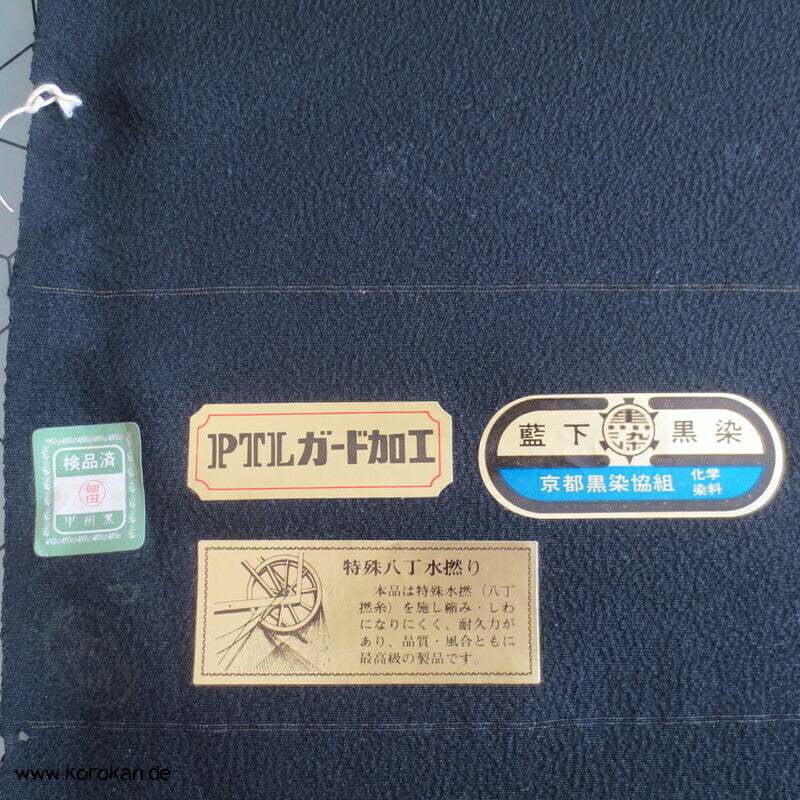 PTLガード加工
藍下 黒染
黒染
京都黒染協組
化学
染料
検品済
細田
甲州黒
特殊八丁水撚り
本品は特殊水撚(八丁
撚糸)を施し縮み・しわ
になりにくく、耐久力が
あり、品質・風合ともに
最高級の製品です。
www.korokan.de